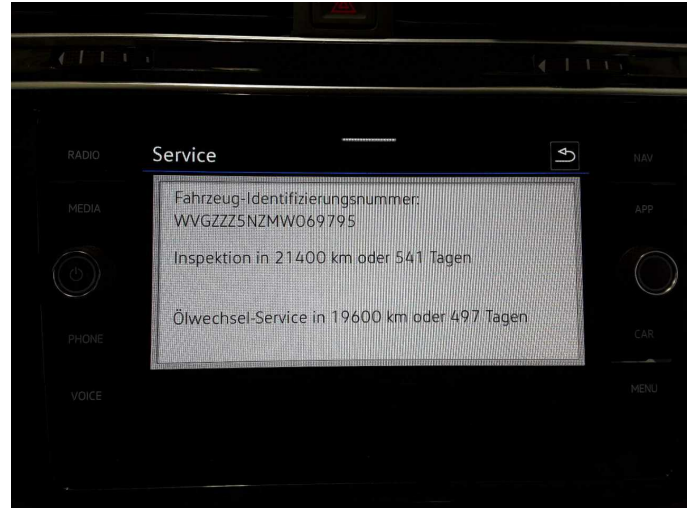 Service
RADIO
NAV
Fahrzeug-Identifizierungsnummer:
WVGZZZ5NZMW069795
MEDIA
APP
Inspektion in 21400 km oder 541 Tagen
Ölwechsel-Service in 19600 km oder 497 Tagen
PHONE
CAR
VOICE
MENU